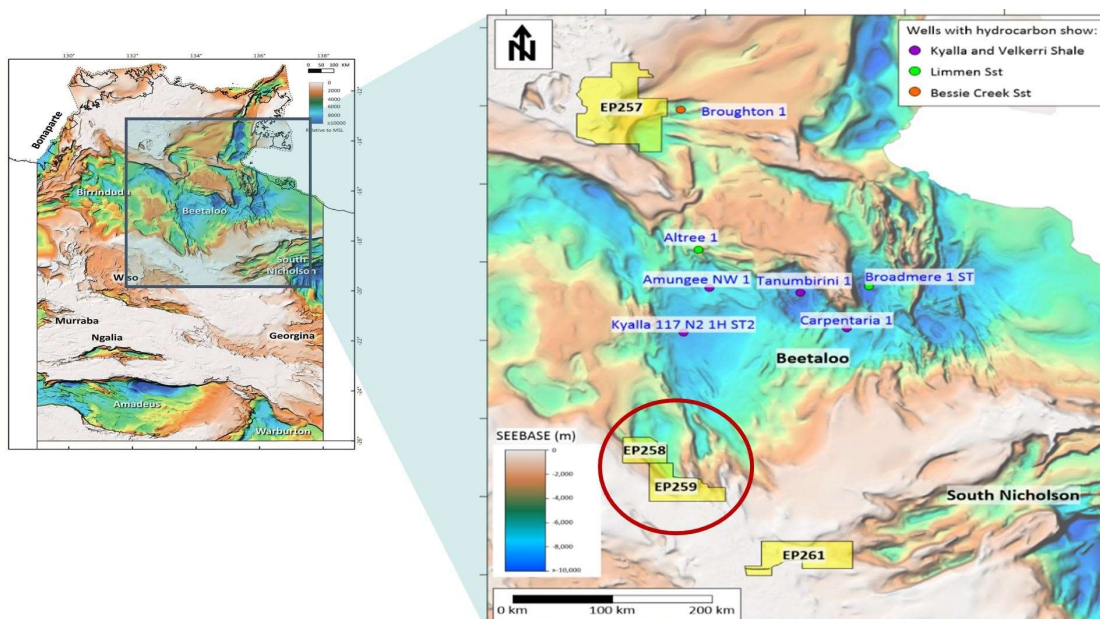 130°
132°
134°
136°
138°
0 50 100 KM
0
2000
4000
6000
8000
≥10000
Relative to MSL
Bonaparte
Birrindudu
Beetaloo
South
Nicholson
Wiso
Murraba
Ngalia
Georgina
Amadeus
Warburton
N
Wells with hydrocarbon show:
Kyalla and Velkerri Shale
Limmen Sst
Bessie Creek Sst
EP257
Broughton 1
Altree 1
Amungee NW 1
Tanumbirini 1
Broadmere 1 ST
Kyalla 117 N2 1H ST2
Carpentaria 1
Beetaloo
SEEBASE (m)
0
-2,000
-4,000
-6,000
-8,000
>-10,000
EP258
EP259
South Nicholson
EP261
0 km
100 km
200 km